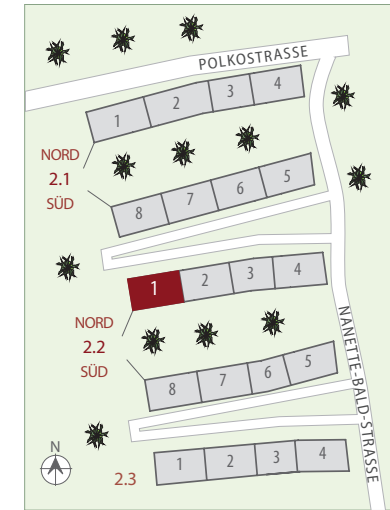 POLKOSTRASSE
1 2 3 4
NORD
2.1
SÜD
8 7 6 5
1 2 3 4
NORD
2.2
SÜD
8 7 6 5
NANETTE-BALD-STRASSE
N
2.3
1 2 3 4